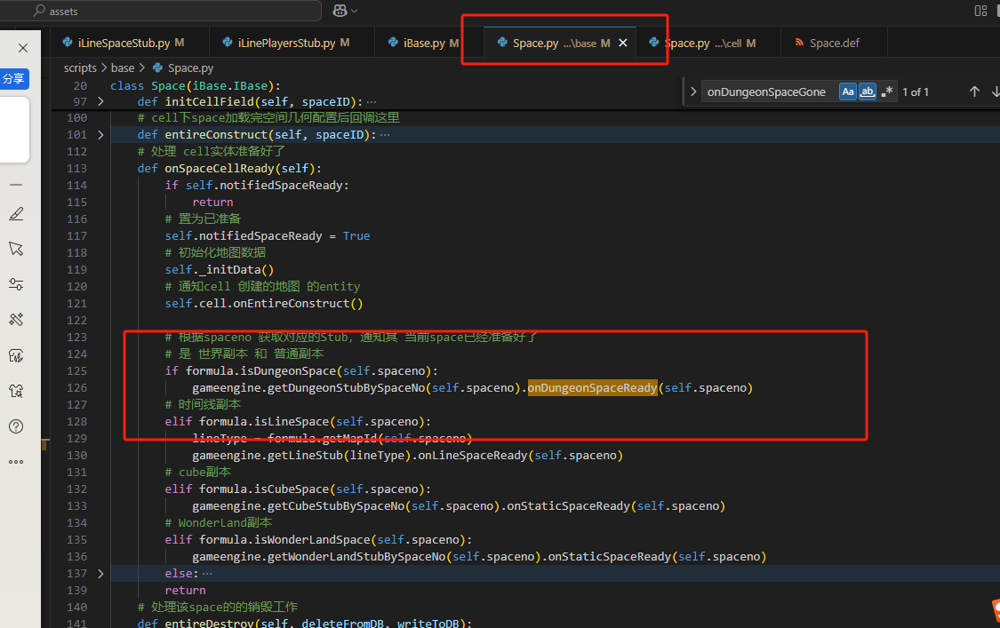 assets
iLineSpaceStub.py M
iLinePlayersStub.py M
iBase.py M
Space.py ...\base M
Space.py ...\cell M
Space.def
分享
scripts > base > Space.py
onDungeonSpaceGone
Aa
ab
.*
1 of 1
20 class Space(iBase.IBase):
97 def initCellField(self, spaceID): ...
100 # cell下space加载完空间几何配置后回调这里
101 def entireConstruct(self, spaceID): ...
112 # 处理 cell实体准备好了
113 def onSpaceCellReady(self):
114 if self.notifiedSpaceReady:
115 return
116 # 置为已准备
117 self.notifiedSpaceReady = True
118 # 初始化地图数据
119 self._initData()
120 # 通知cell 创建的地图 的entity
121 self.cell.onEntireConstruct()
122
123 # 根据spaceno 获取对应的Stub，通知其 当前space已经准备好了
124 # 是 世界副本 和 普通副本
125 if formula.isDungeonSpace(self.spaceno):
126 gameengine.getDungeonStubBySpaceNo(self.spaceno).onDungeonSpaceReady(self.spaceno)
127 # 时间线副本
128 elif formula.isLineSpace(self.spaceno):
129 lineType = formula.getMapId(self.spaceno)
130 gameengine.getLineStub(lineType).onLineSpaceReady(self.spaceno)
131 # cube副本
132 elif formula.isCubeSpace(self.spaceno):
133 gameengine.getCubeStubBySpaceNo(self.spaceno).onStaticSpaceReady(self.spaceno)
134 # WonderLand副本
135 elif formula.isWonderLandSpace(self.spaceno):
136 gameengine.getWonderLandStubBySpaceNo(self.spaceno).onStaticSpaceReady(self.spaceno)
137 else: ...
139 return
140 # 处理该space的的销毁工作
141 def entireDestroy(self, deleteFromDB, writeToDB):